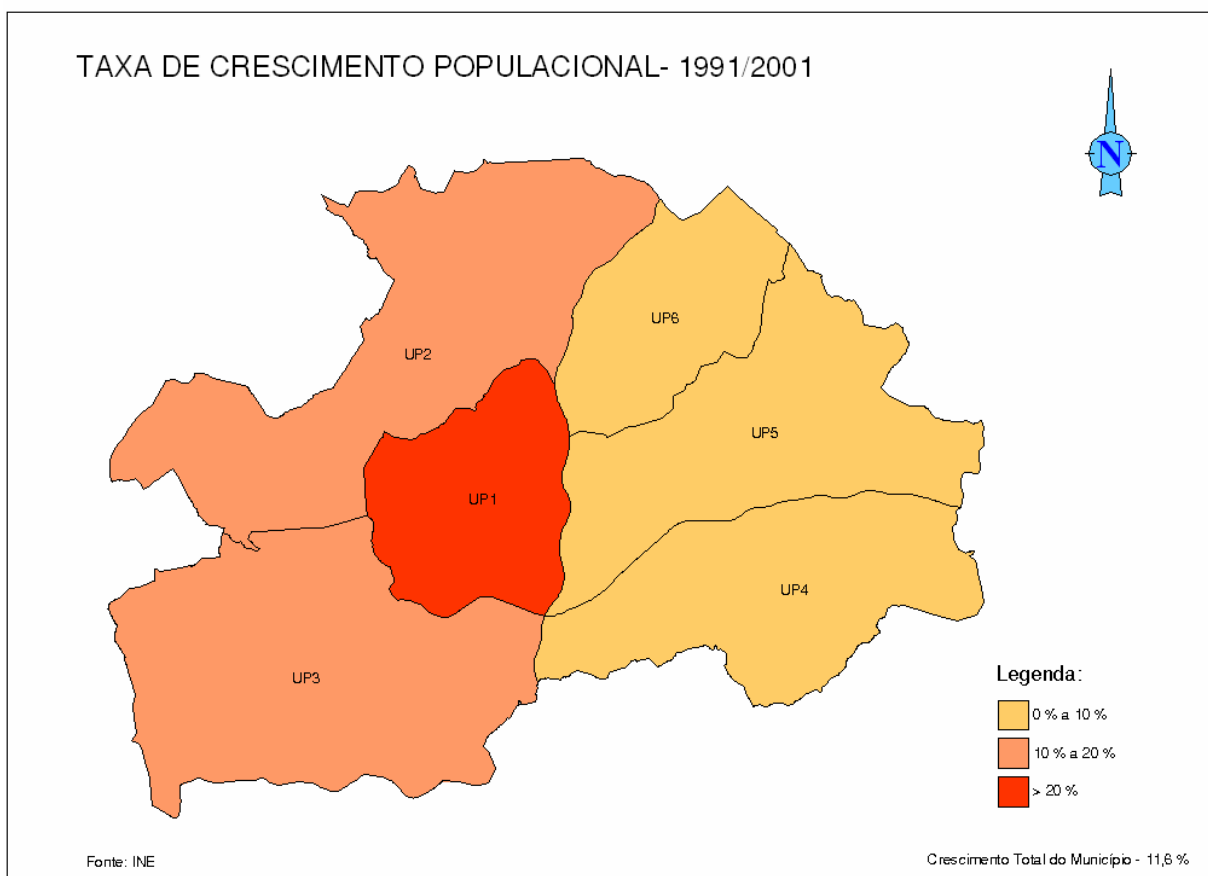 TAXA DE CRESCIMENTO POPULACIONAL- 1991/2001
N
UP6
UP2
UP5
UP1
UP4
UP3
Legenda:
0 % a 10 %
10 % a 20 %
> 20 %
Fonte: INE
Crescimento Total do Município - 11,6 %